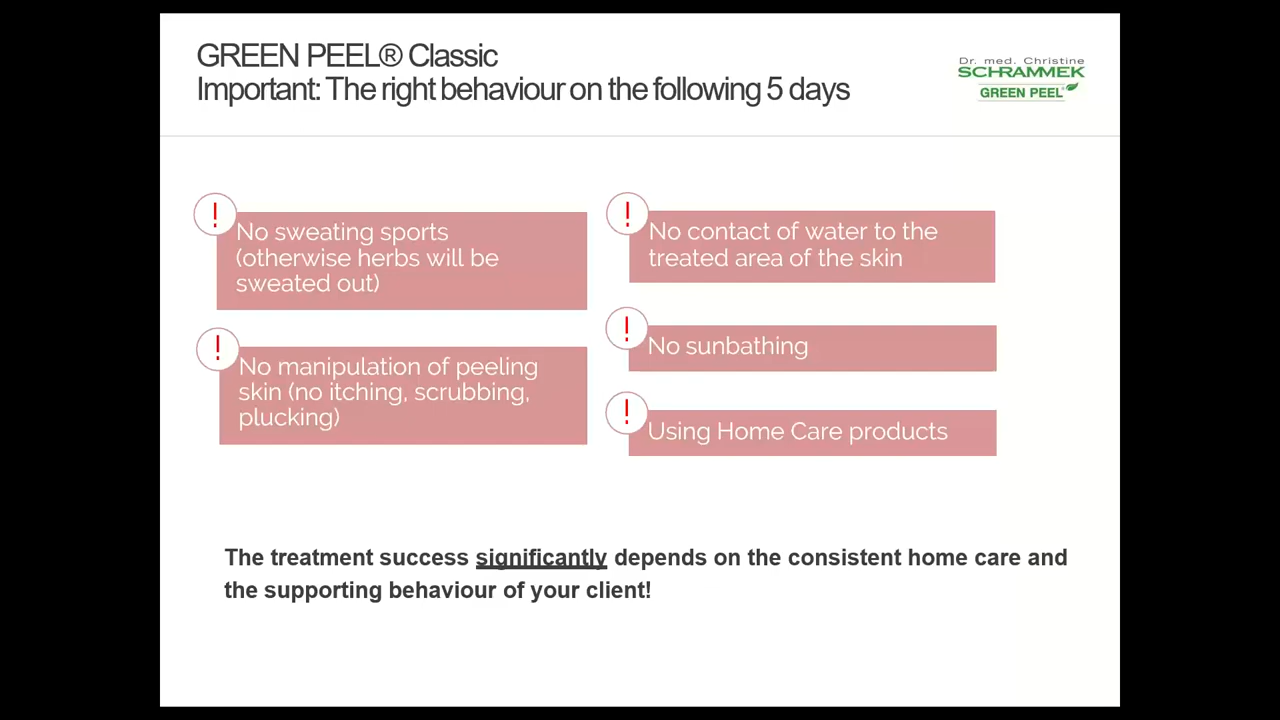 GREEN PEEL® Classic
Important: The right behaviour on the following 5 days
Dr. med. Christine
SCHRAMMEK
GREEN PEEL®
!
No sweating sports
(otherwise herbs will be
sweated out)
!
No manipulation of peeling
skin (no itching, scrubbing,
plucking)
!
No contact of water to the
treated area of the skin
!
No sunbathing
!
Using Home Care products
The treatment success significantly depends on the consistent home care and
the supporting behaviour of your client!